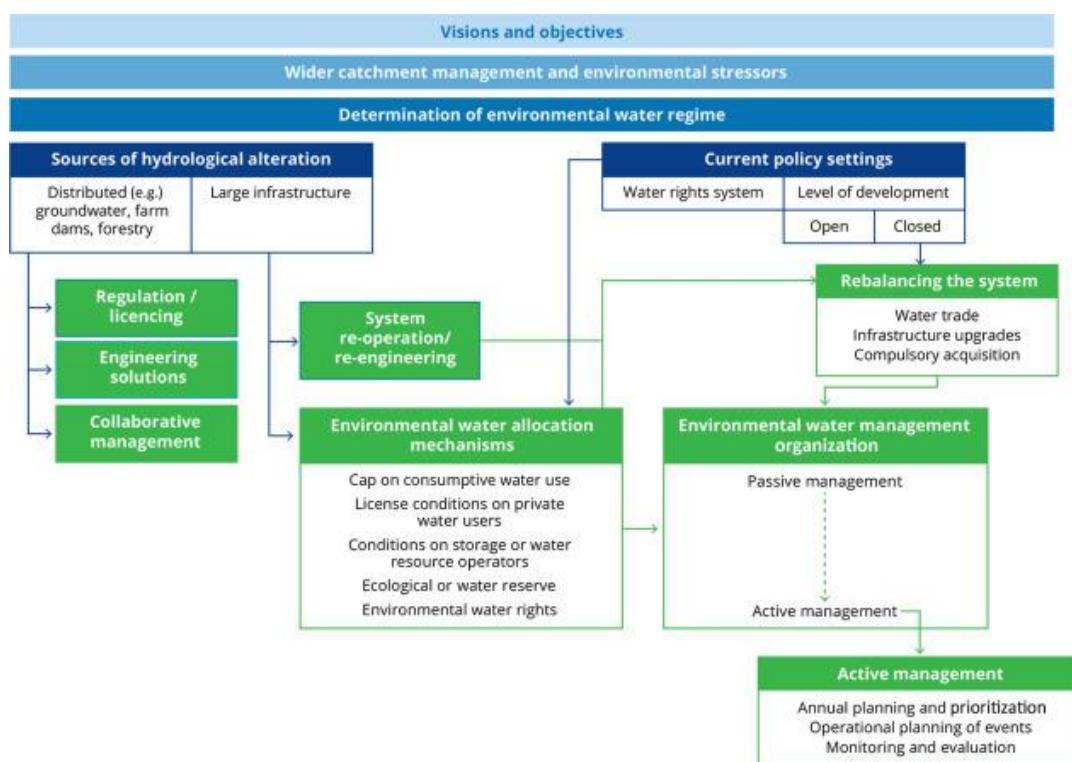 Visions and objectives
Wider catchment management and environmental stressors
Determination of environmental water regime
Sources of hydrological alteration
Distributed (e.g.)
groundwater, farm
dams, forestry
Large infrastructure
Current policy settings
Water rights system
Level of development
Open
Closed
Regulation /
licencing
Engineering
solutions
Collaborative
management
System
re-operation/
re-engineering
Rebalancing the system
Water trade
Infrastructure upgrades
Compulsory acquisition
Environmental water allocation
mechanisms
Cap on consumptive water use
License conditions on private
water users
Conditions on storage or water
resource operators
Ecological or water reserve
Environmental water rights
Environmental water management
organization
Passive management
Active management
Active management
Annual planning and prioritization
Operational planning of events
Monitoring and evaluation